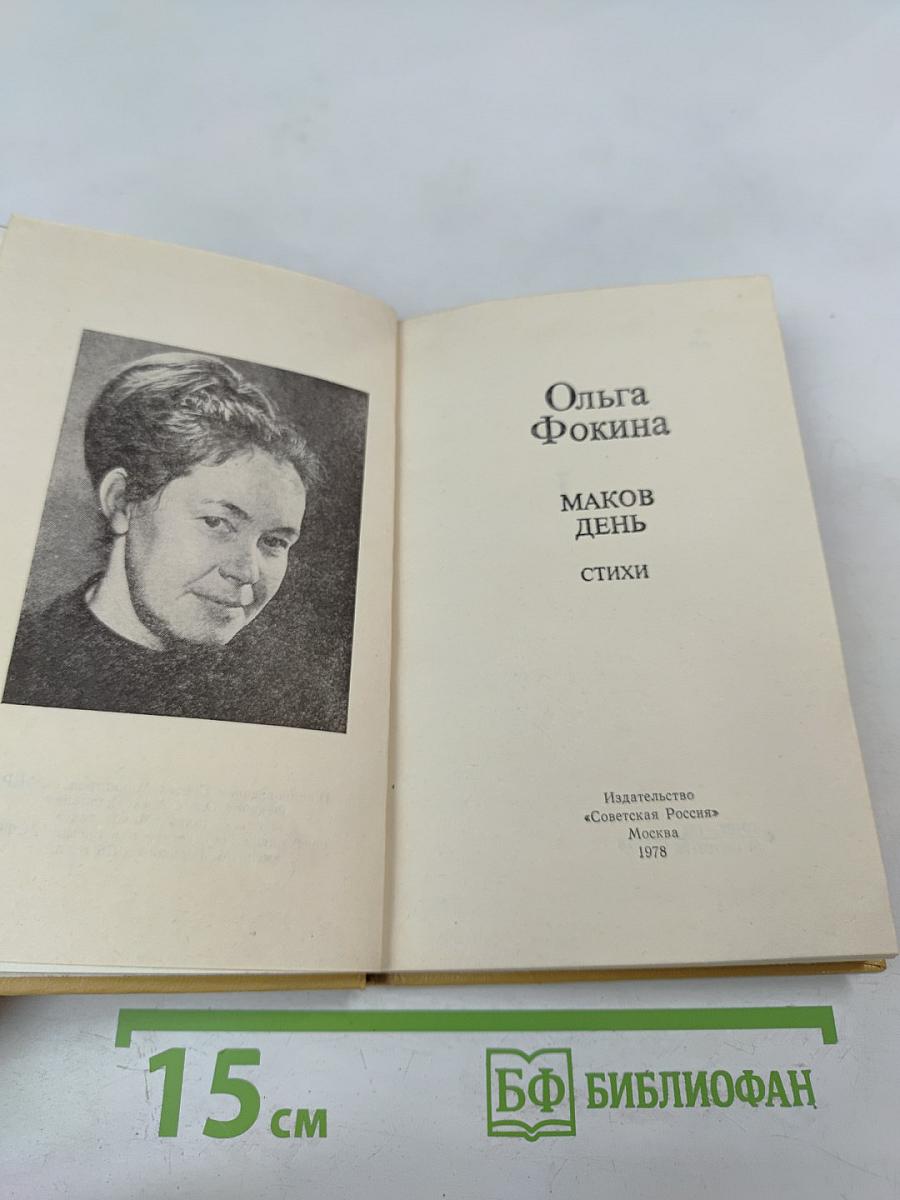 Ольга
Фокина
МАКОВ
ДЕНЬ
СТИХИ
Издательство
«Советская Россия»
Москва
1978
15 см
БФ БИБЛИОФАН